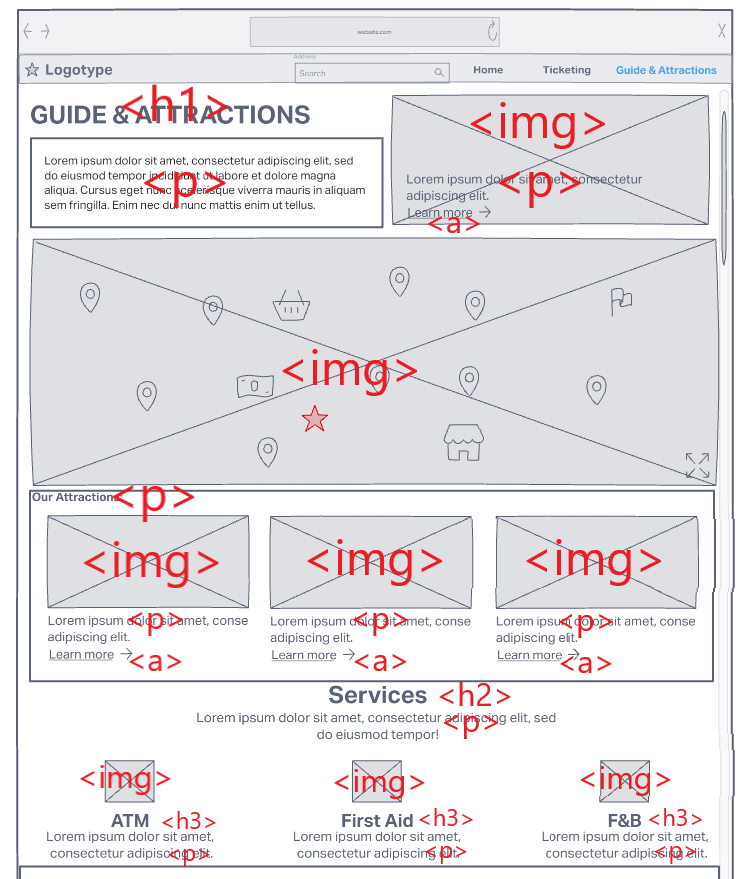 website.com
Address
Logotype
Search
Home
Ticketing
Guide & Attractions
GUIDE & ATTRACTIONS
<h1>
Lorem ipsum dolor sit amet, consectetur adipiscing elit, sed
do eiusmod tempor incididunt ut labore et dolore magna
aliqua. Cursus eget nunc scelerisque viverra mauris in aliquam
sem fringilla. Enim nec dui nunc mattis enim ut tellus.
<p>
<img>
Lorem ipsum dolor sit amet, consectetur
adipiscing elit.
<p>
Learn more
<a>
<img>
Our Attractions
<p>
<img>
<img>
<img>
Lorem ipsum dolor sit amet, conse
adipiscing elit.
<p>
Learn more
<a>
Lorem ipsum dolor sit amet, conse
adipiscing elit.
<p>
Learn more
<a>
Lorem ipsum dolor sit amet, conse
adipiscing elit.
<p>
Learn more
<a>
Services
<h2>
Lorem ipsum dolor sit amet, consectetur adipiscing elit, sed
do eiusmod tempor!
<p>
<img>
<img>
<img>
ATM
<h3>
Lorem ipsum dolor sit amet,
consectetur adipiscing elit.
<p>
First Aid
<h3>
Lorem ipsum dolor sit amet,
consectetur adipiscing elit.
<p>
F&B
<h3>
Lorem ipsum dolor sit amet,
consectetur adipiscing elit.
<p>